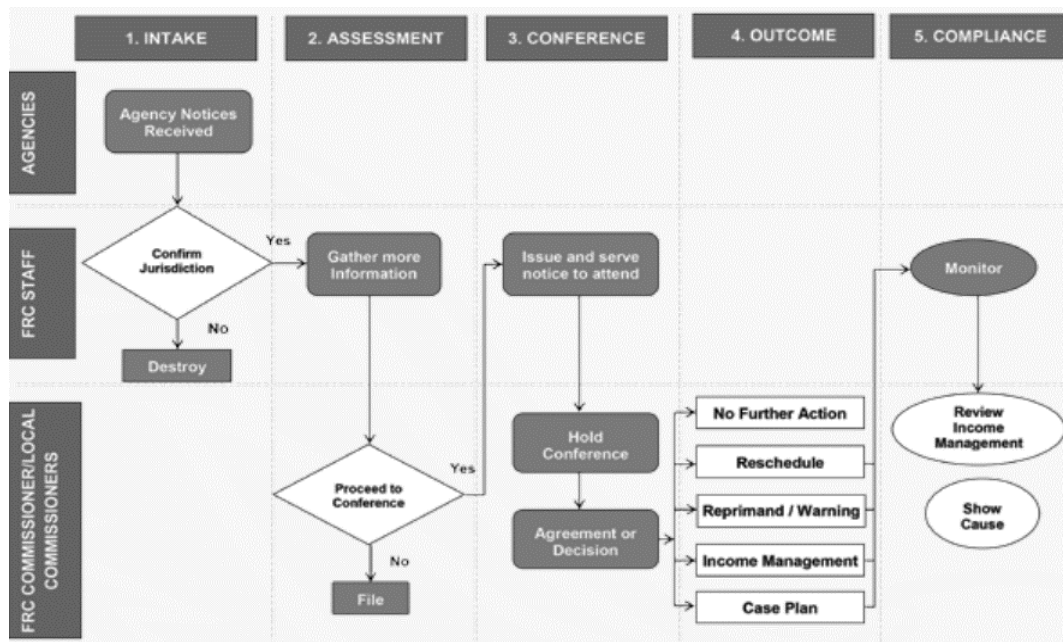 1. INTAKE
2. ASSESSMENT
3. CONFERENCE
4. OUTCOME
5. COMPLIANCE
AGENCIES
Agency Notices
Received
FRC STAFF
Confirm
Jurisdiction
Yes
No
Destroy
Gather more
Information
Issue and serve
notice to attend
Monitor
FRC COMMISSIONER/LOCAL
COMMISSIONERS
Proceed to
Conference
Yes
No
File
Hold
Conference
Agreement or
Decision
No Further Action
Reschedule
Reprimand / Warning
Income Management
Case Plan
Review
Income
Management
Show
Cause